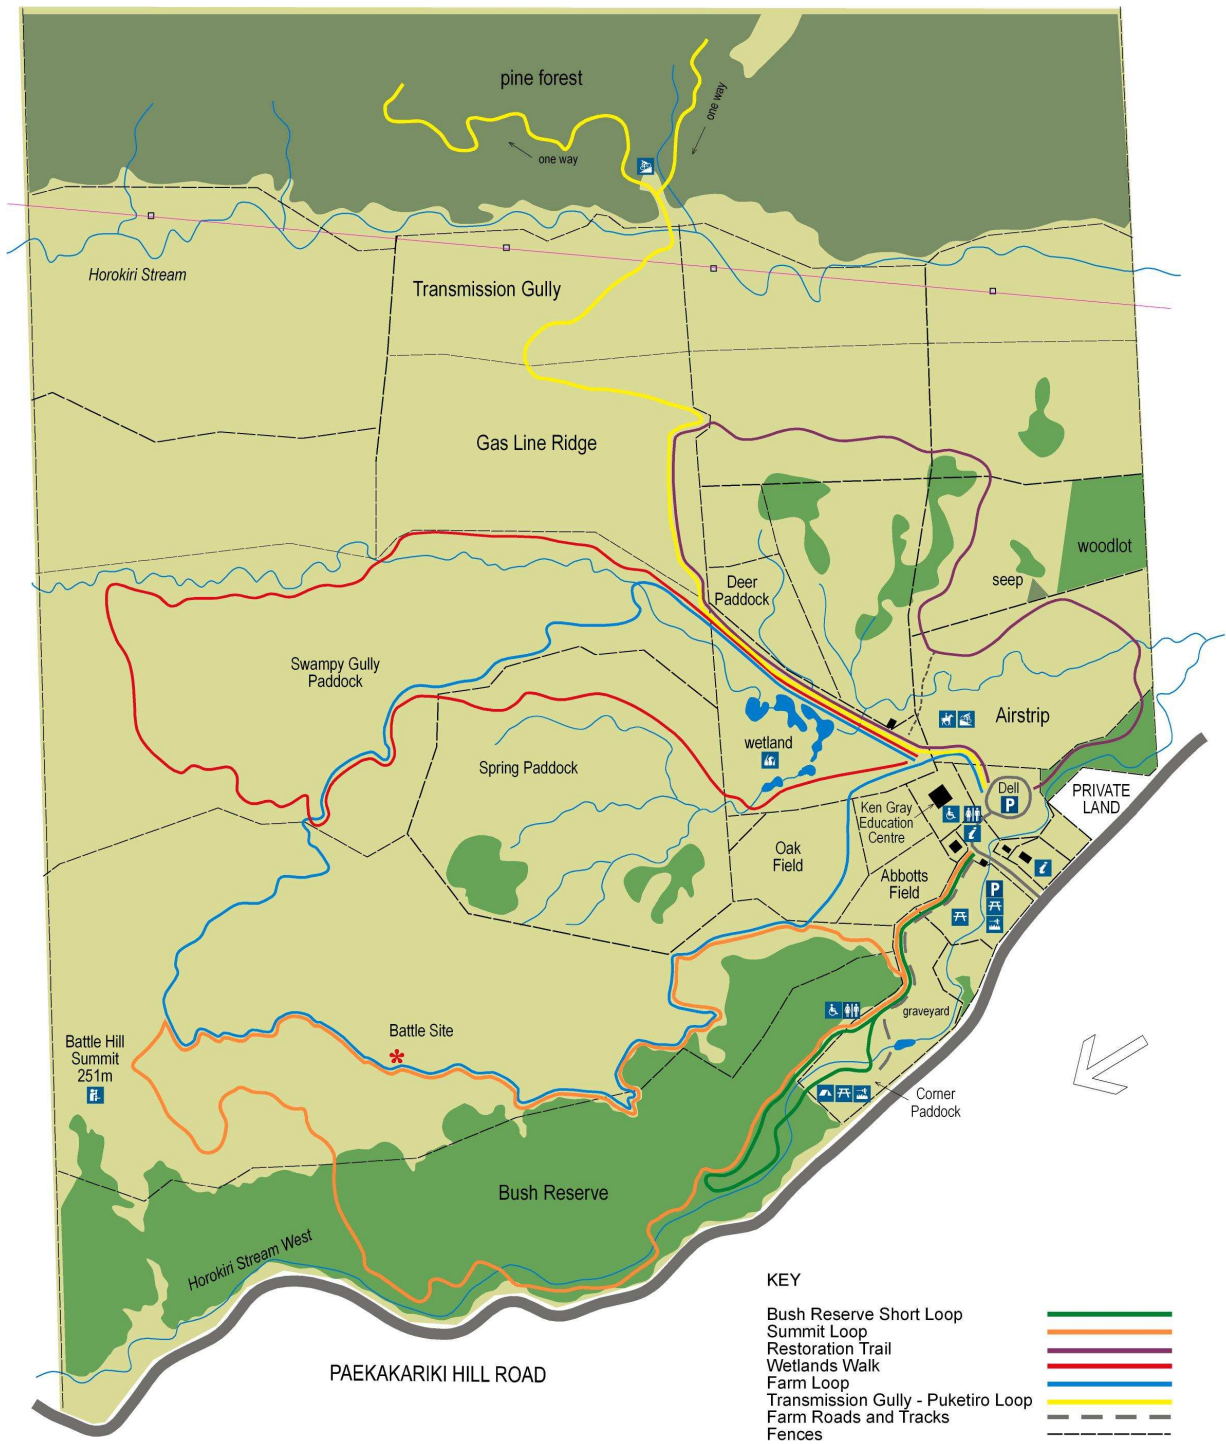 pine forest
one way
one way
Horokiri Stream
Transmission Gully
Gas Line Ridge
woodlot
Deer
Paddock
seep
Swampy Gully
Paddock
Airstrip
wetland
Spring Paddock
Dell
P
PRIVATE
LAND
Ken Gray
Education
Centre
i
Oak
Field
Abbotts
Field
i
P
graveyard
Battle Site
*
Battle Hill
Summit
251m
Corner
Paddock
Bush Reserve
Horokiri Stream West
PAEKAKARIKI HILL ROAD
KEY
Bush Reserve Short Loop
Summit Loop
Restoration Trail
Wetlands Walk
Farm Loop
Transmission Gully - Puketiro Loop
Farm Roads and Tracks
Fences